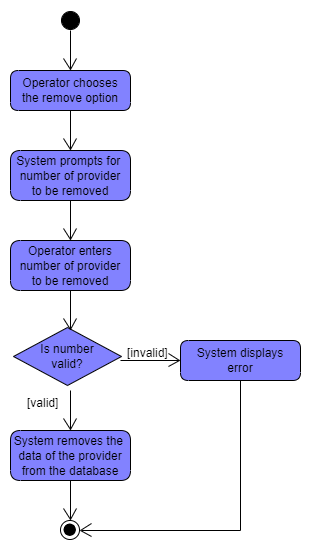 Operator chooses
the remove option
System prompts for
number of provider
to be removed
Operator enters
number of provider
to be removed
Is number
valid?
[invalid]
System displays
error
[valid]
System removes the
data of the provider
from the database